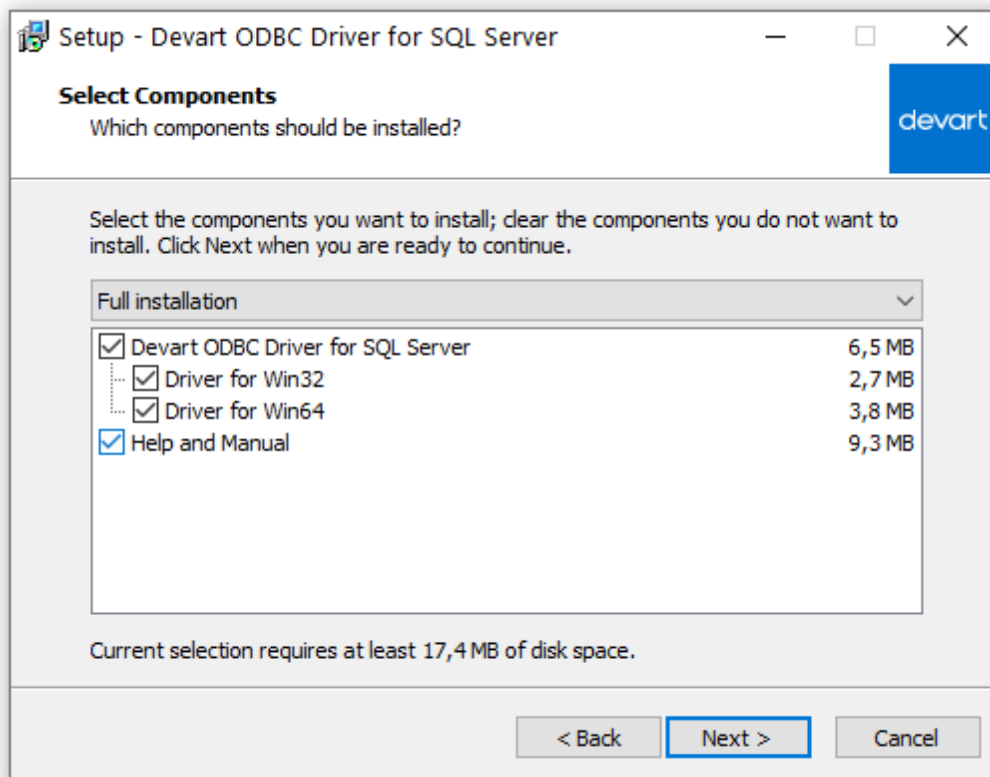 Setup - Devart ODBC Driver for SQL Server
Select Components
Which components should be installed?
devart
Select the components you want to install; clear the components you do not want to
install. Click Next when you are ready to continue.
Full installation
Devart ODBC Driver for SQL Server 6,5 MB
Driver for Win32 2,7 MB
Driver for Win64 3,8 MB
Help and Manual 9,3 MB
Current selection requires at least 17,4 MB of disk space.
< Back Next > Cancel